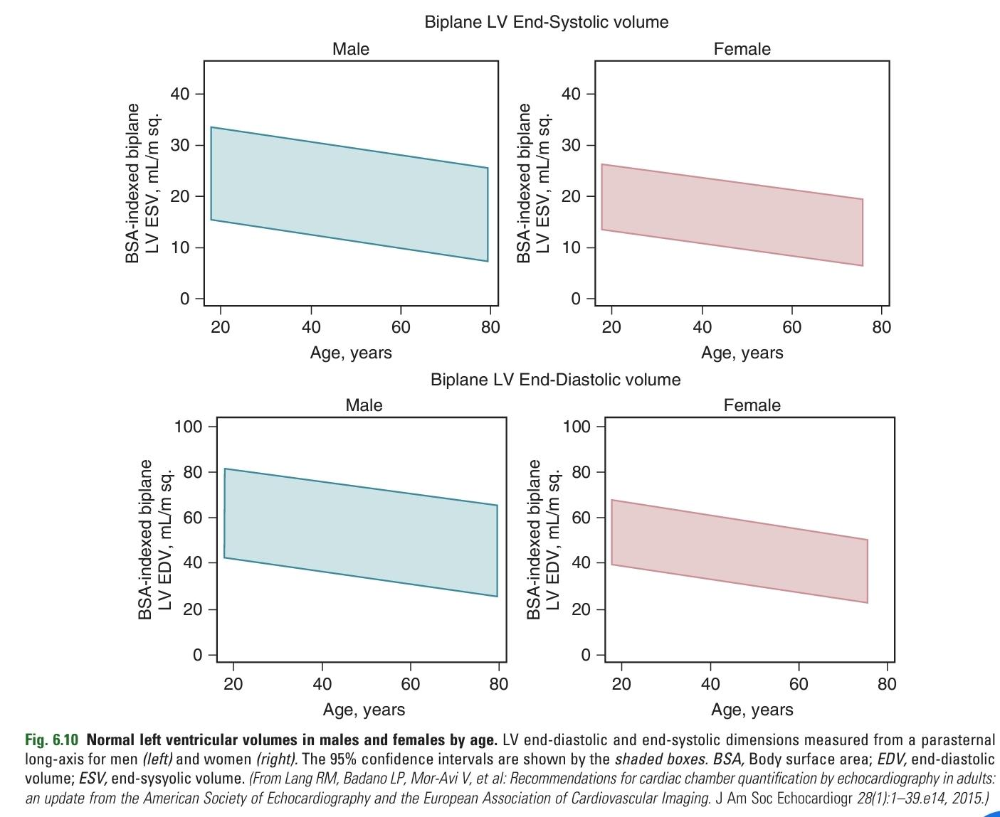 Biplane LV End-Systolic volume
Male
Female
BSA-indexed biplane
LV ESV, mL/m sq.
40
30
20
10
0
20 40 60 80
Age, years
BSA-indexed biplane
LV ESV, mL/m sq.
40
30
20
10
0
20 40 60 80
Age, years
Biplane LV End-Diastolic volume
Male
Female
BSA-indexed biplane
LV EDV, mL/m sq.
100
80
60
40
20
0
20 40 60 80
Age, years
BSA-indexed biplane
LV EDV, mL/m sq.
100
80
60
40
20
0
20 40 60 80
Age, years
Fig. 6.10 Normal left ventricular volumes in males and females by age. LV end-diastolic and end-systolic dimensions measured from a parasternal
long-axis for men (left) and women (right). The 95% confidence intervals are shown by the shaded boxes. BSA, Body surface area; EDV, end-diastolic
volume; ESV, end-sysyolic volume. (From Lang RM, Badano LP, Mor-Avi V, et al: Recommendations for cardiac chamber quantification by echocardiography in adults:
an update from the American Society of Echocardiography and the European Association of Cardiovascular Imaging. J Am Soc Echocardiogr 28(1):1–39.e14, 2015.)